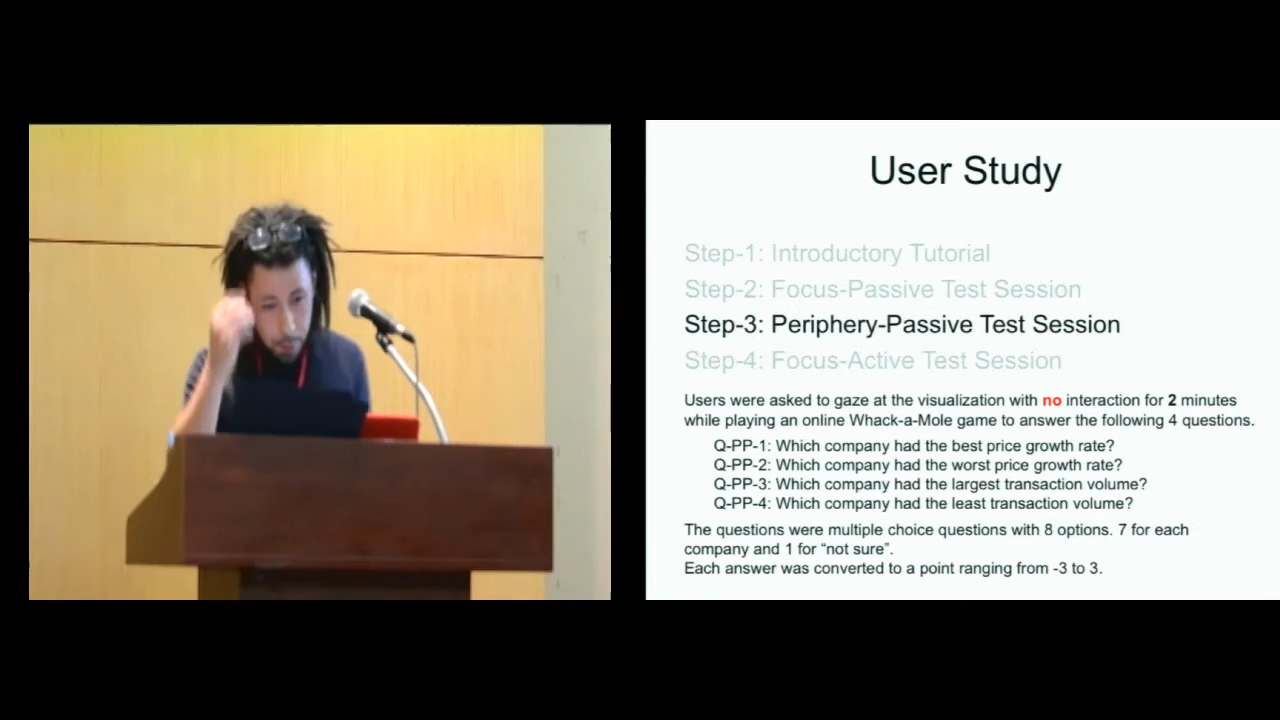 User Study
Step-1: Introductory Tutorial
Step-2: Focus-Passive Test Session
Step-3: Periphery-Passive Test Session
Step-4: Focus-Active Test Session
Users were asked to gaze at the visualization with no interaction for 2 minutes
while playing an online Whack-a-Mole game to answer the following 4 questions.
Q-PP-1: Which company had the best price growth rate?
Q-PP-2: Which company had the worst price growth rate?
Q-PP-3: Which company had the largest transaction volume?
Q-PP-4: Which company had the least transaction volume?
The questions were multiple choice questions with 8 options. 7 for each
company and 1 for “not sure”.
Each answer was converted to a point ranging from -3 to 3.